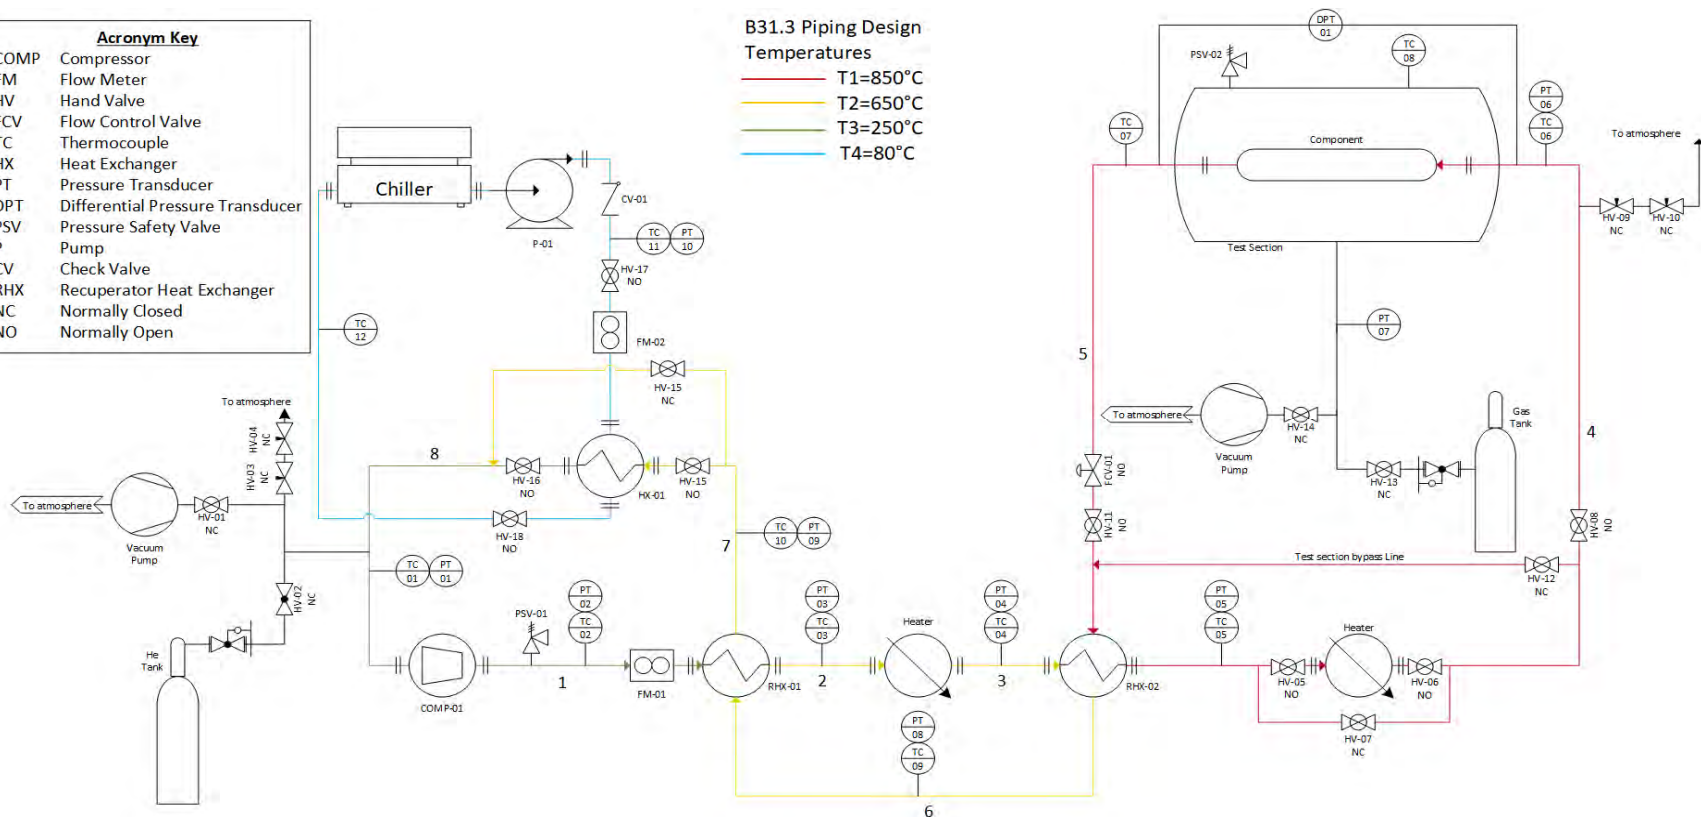 Acronym Key
COMP Compressor
FM Flow Meter
HV Hand Valve
FCV Flow Control Valve
TC Thermocouple
HX Heat Exchanger
PT Pressure Transducer
DPT Differential Pressure Transducer
PSV Pressure Safety Valve
P Pump
CV Check Valve
RHX Recuperator Heat Exchanger
NC Normally Closed
NO Normally Open
B31.3 Piping Design
Temperatures
T1=850°C
T2=650°C
T3=250°C
T4=80°C
Chiller
P-01
CV-01
TC
11
PT
10
HV-17
NO
FM-02
TC
12
HV-15
NC
8
HV-16
NO
HX-01
HV-15
NO
HV-18
NO
7
TC
10
PT
09
To atmosphere
HV-04
NC
HV-03
NC
To atmosphere
Vacuum
Pump
HV-01
NC
HV-02
NC
He
Tank
TC
01
PT
01
COMP-01
PSV-01
1
PT
02
TC
02
FM-01
RHX-01
2
PT
03
TC
03
Heater
3
PT
04
TC
04
RHX-02
PT
08
TC
09
6
PT
05
TC
05
HV-05
NO
Heater
HV-06
NO
HV-07
NC
Test section bypass Line
HV-12
NC
HV-08
NO
4
5
FCV-01
NO
HV-11
NO
To atmosphere
Vacuum
Pump
HV-14
NC
HV-13
NC
Gas
Tank
PT
07
Test Section
Component
PSV-02
DPT
01
TC
08
TC
07
PT
06
TC
06
To atmosphere
HV-09
NC
HV-10
NC